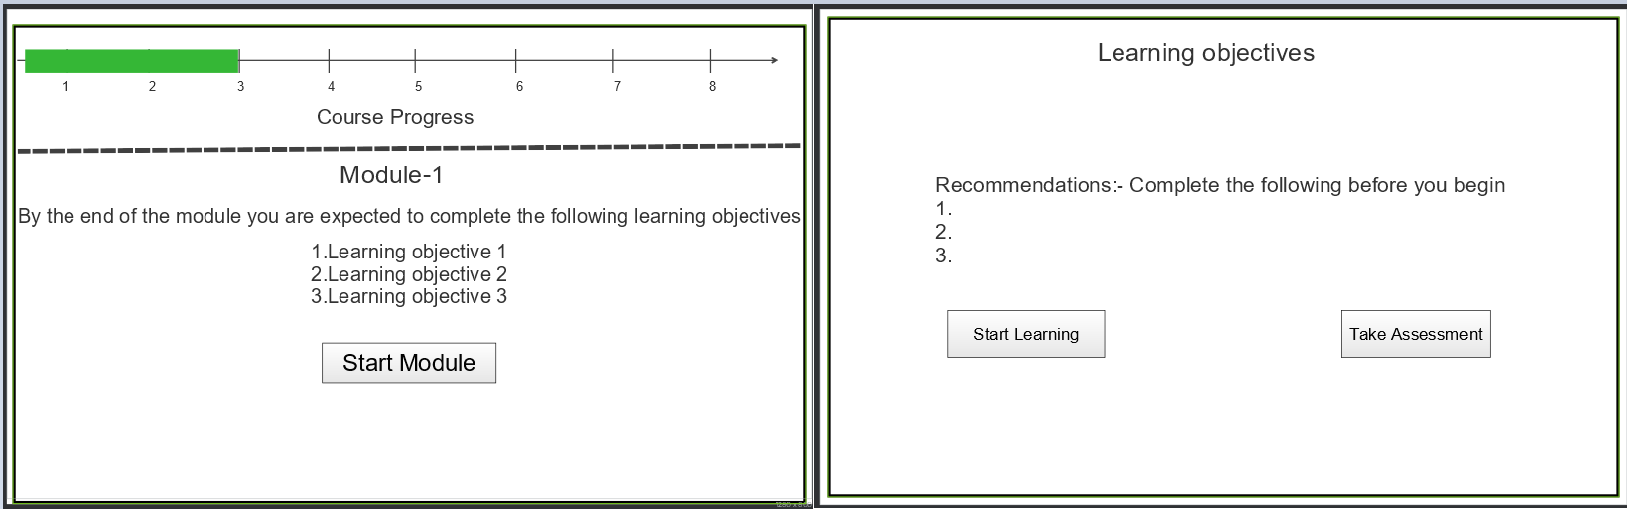 1 2 3 4 5 6 7 8
Course Progress
Module-1
By the end of the module you are expected to complete the following learning objectives
1.Learning objective 1
2.Learning objective 2
3.Learning objective 3
Start Module
Learning objectives
Recommendations:- Complete the following before you begin
1.
2.
3.
Start Learning
Take Assessment